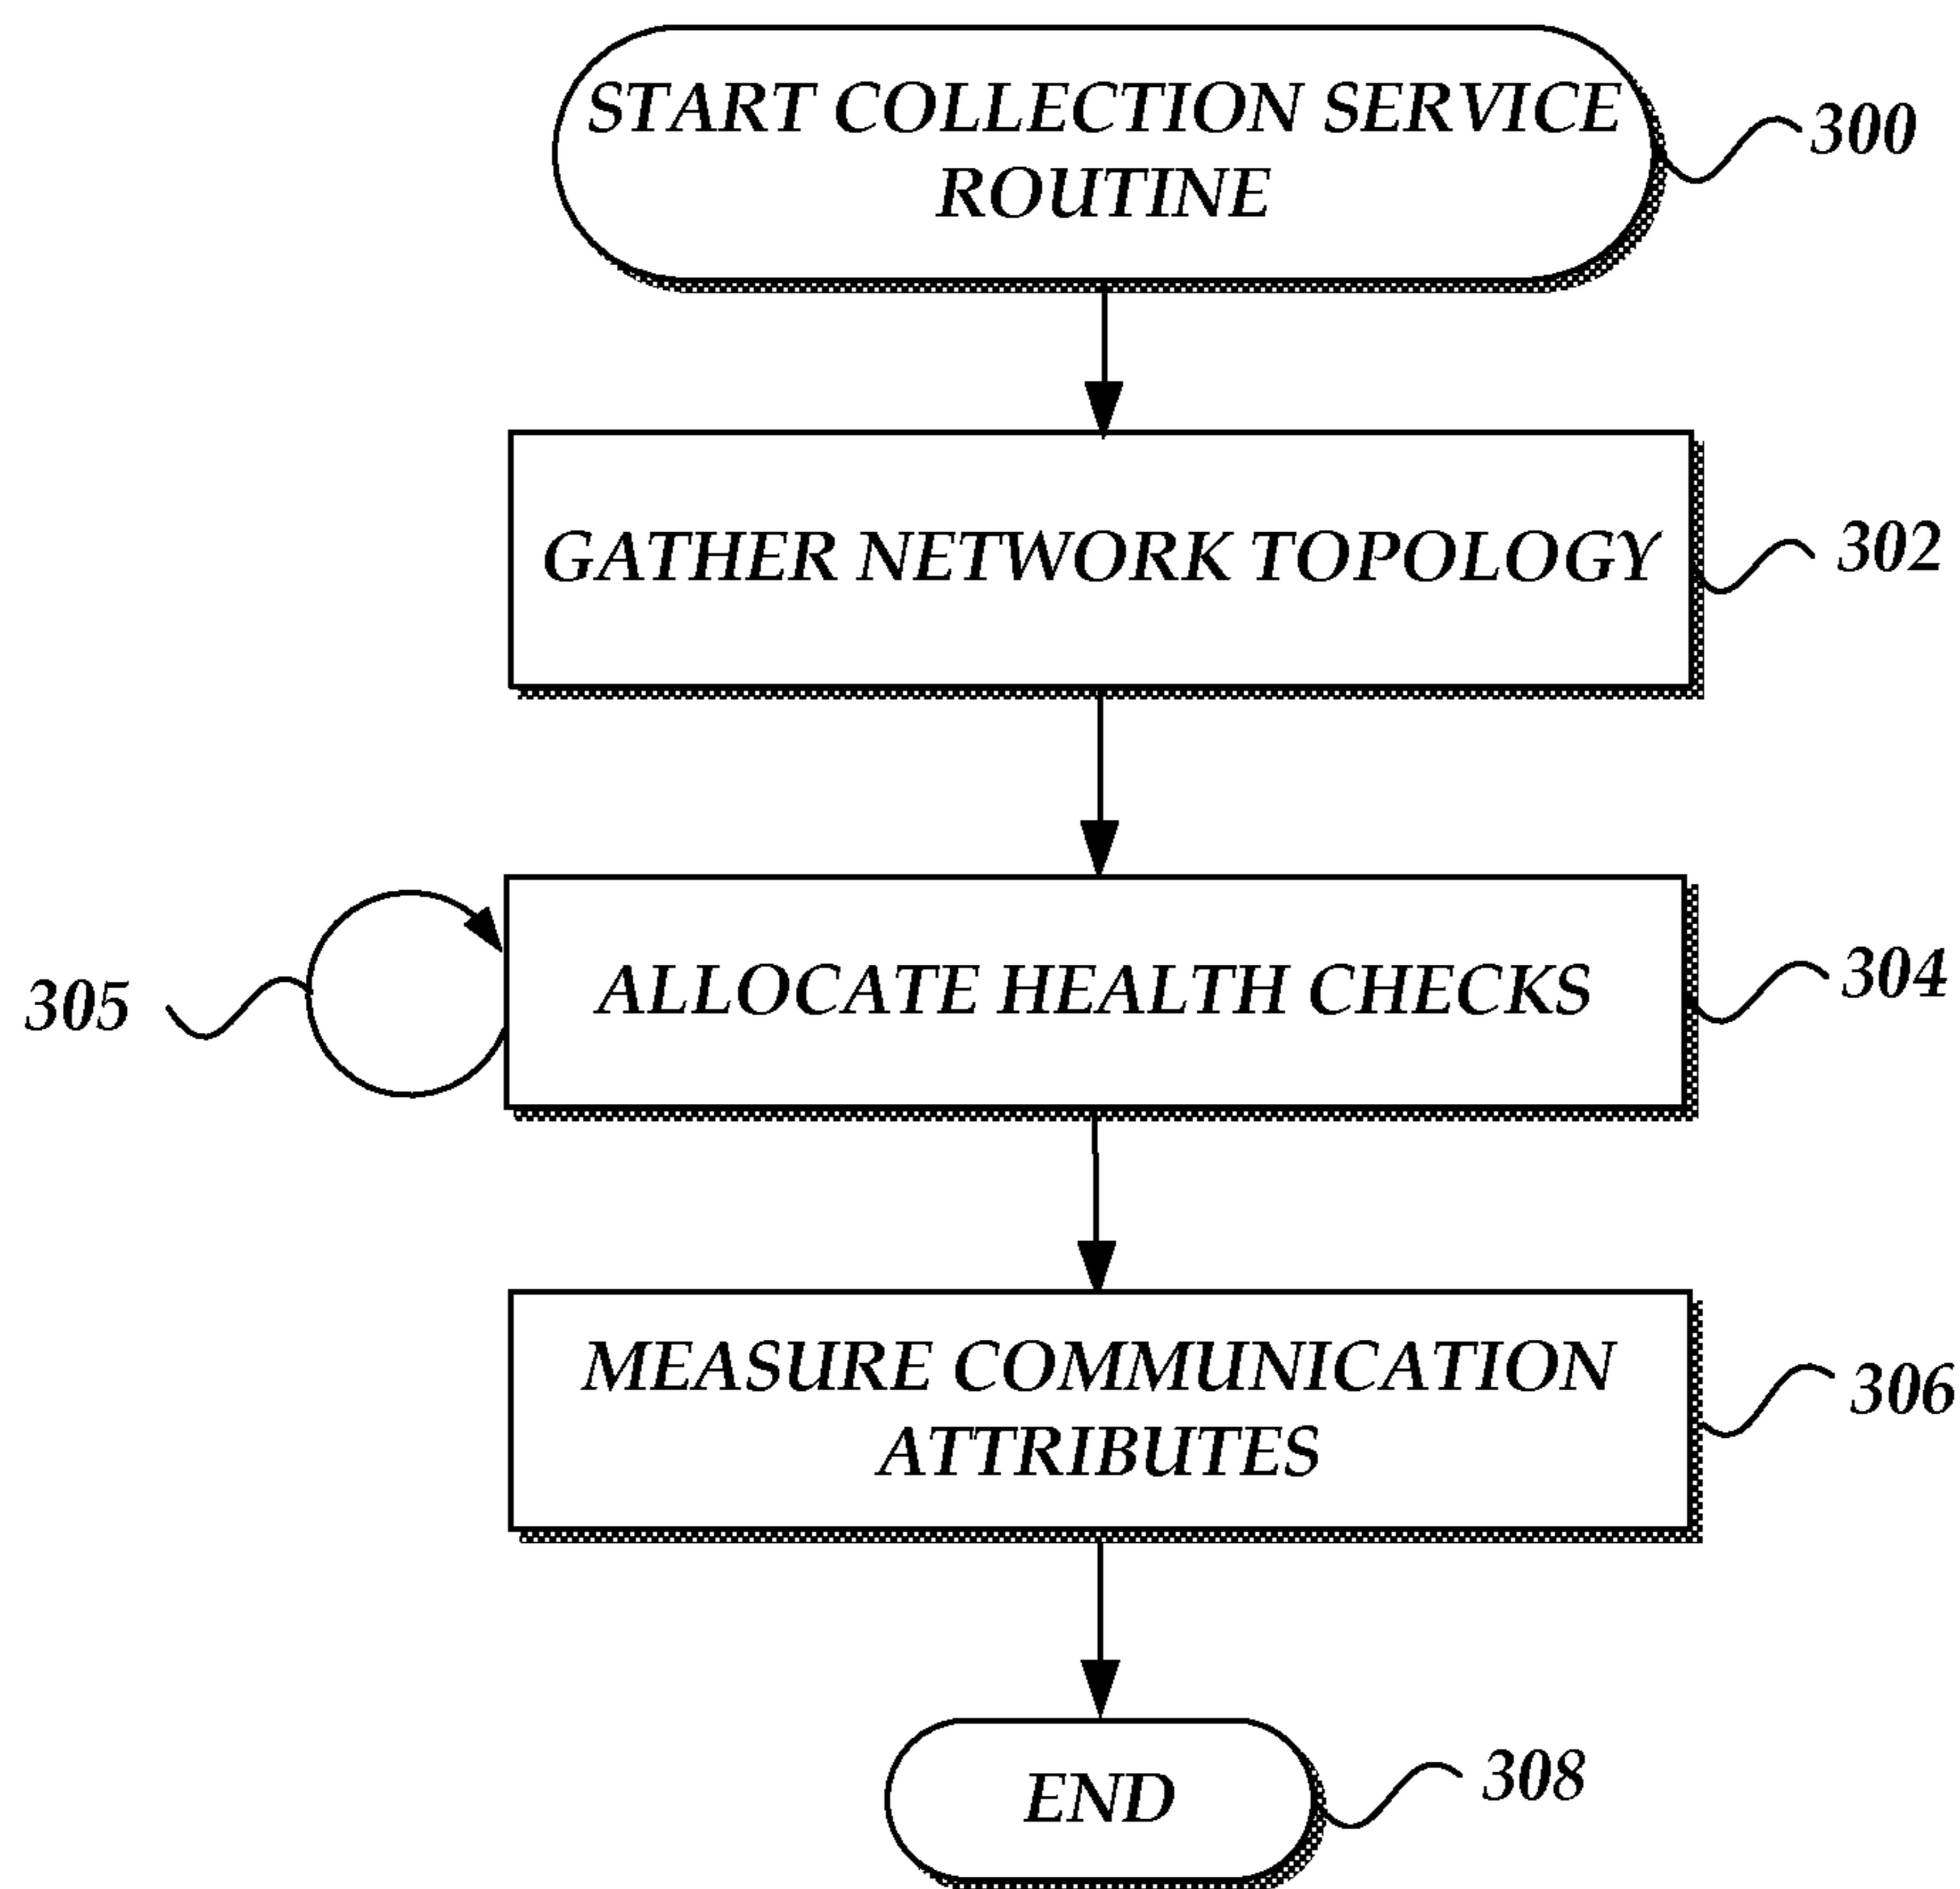 START COLLECTION SERVICE
ROUTINE
300
GATHER NETWORK TOPOLOGY
302
305
ALLOCATE HEALTH CHECKS
304
MEASURE COMMUNICATION
ATTRIBUTES
306
END
308